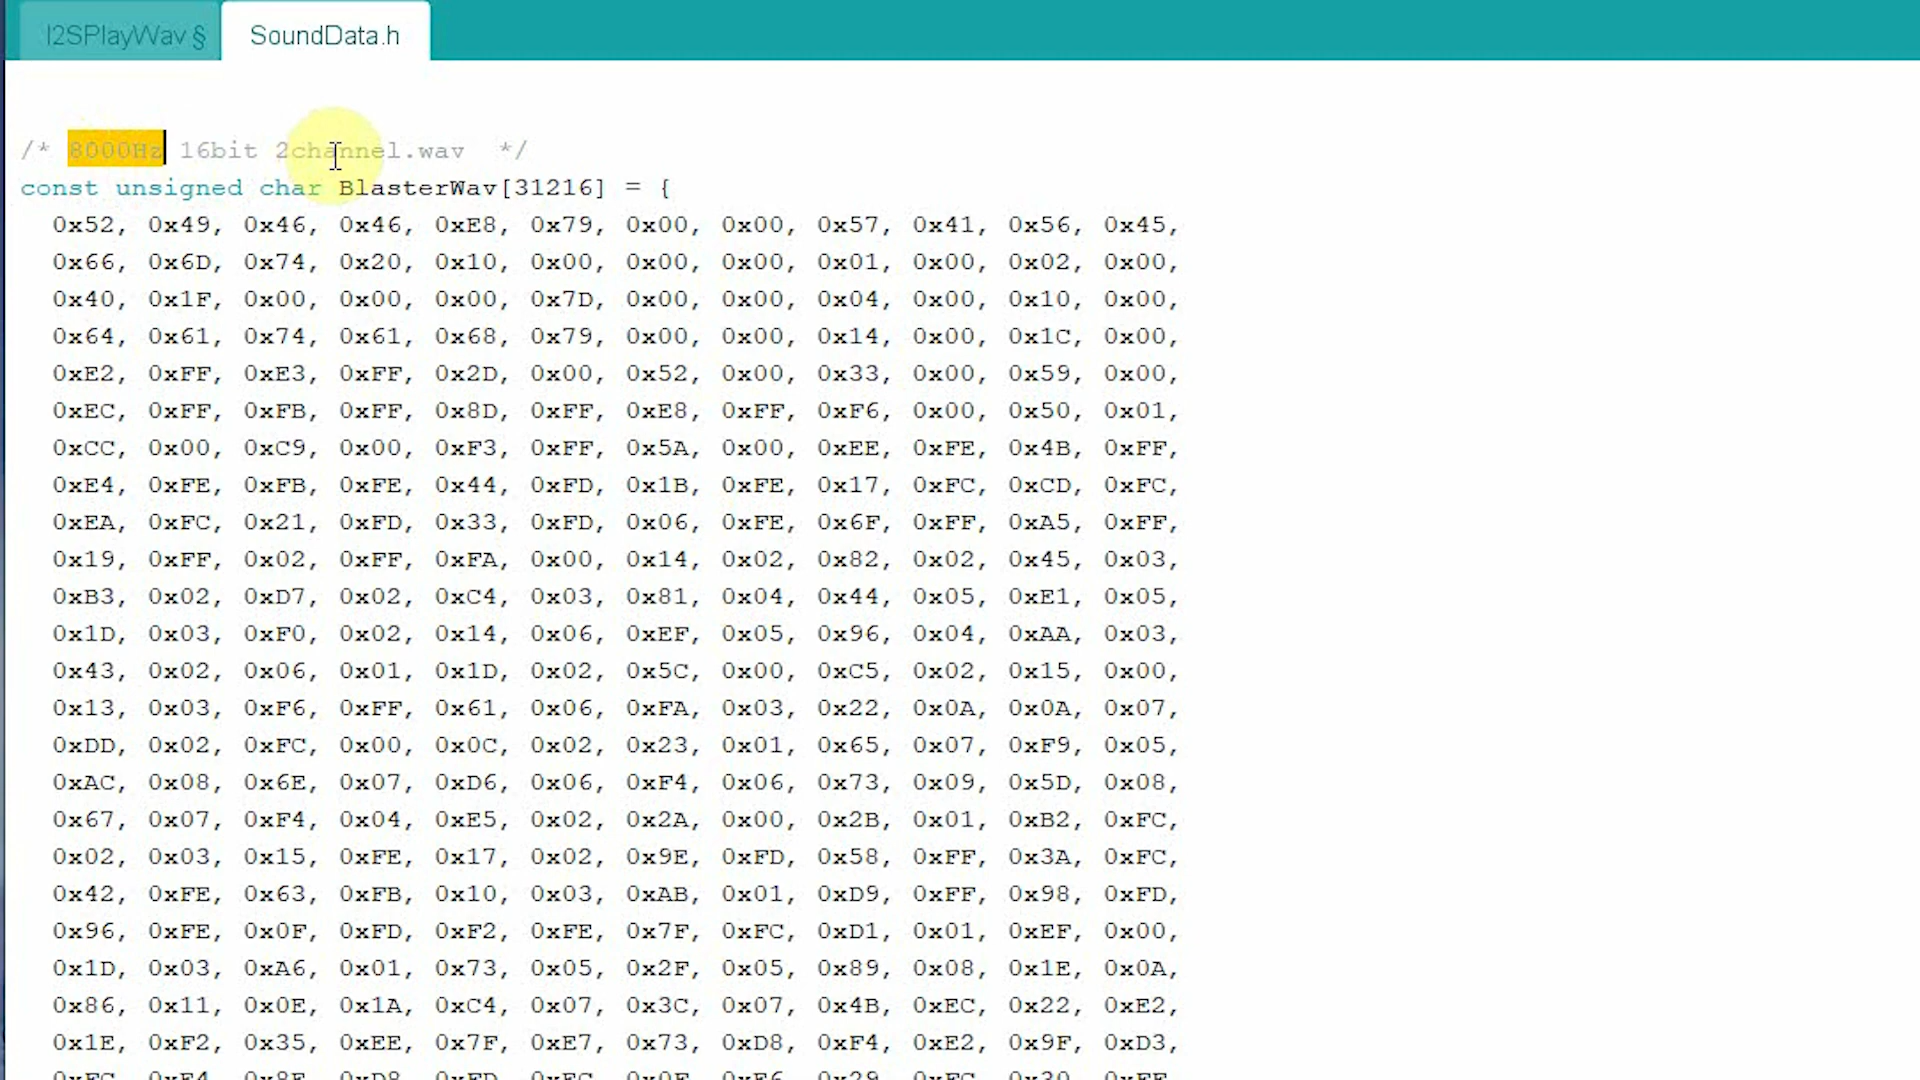 I2SPlayWav § SoundData.h
/* 8000Hz 16bit 2channel.wav */
const unsigned char BlasterWav[31216] = {
0x52, 0x49, 0x46, 0x46, 0xE8, 0x79, 0x00, 0x00, 0x57, 0x41, 0x56, 0x45,
0x66, 0x6D, 0x74, 0x20, 0x10, 0x00, 0x00, 0x00, 0x01, 0x00, 0x02, 0x00,
0x40, 0x1F, 0x00, 0x00, 0x00, 0x7D, 0x00, 0x00, 0x04, 0x00, 0x10, 0x00,
0x64, 0x61, 0x74, 0x61, 0x68, 0x79, 0x00, 0x00, 0x14, 0x00, 0x1C, 0x00,
0xE2, 0xFF, 0xE3, 0xFF, 0x2D, 0x00, 0x52, 0x00, 0x33, 0x00, 0x59, 0x00,
0xEC, 0xFF, 0xFB, 0xFF, 0x8D, 0xFF, 0xE8, 0xFF, 0xF6, 0x00, 0x50, 0x01,
0xCC, 0x00, 0xC9, 0x00, 0xF3, 0xFF, 0x5A, 0x00, 0xEE, 0xFE, 0x4B, 0xFF,
0xE4, 0xFE, 0xFB, 0xFE, 0x44, 0xFD, 0x1B, 0xFE, 0x17, 0xFC, 0xCD, 0xFC,
0xEA, 0xFC, 0x21, 0xFD, 0x33, 0xFD, 0x06, 0xFE, 0x6F, 0xFF, 0xA5, 0xFF,
0x19, 0xFF, 0x02, 0xFF, 0xFA, 0x00, 0x14, 0x02, 0x82, 0x02, 0x45, 0x03,
0xB3, 0x02, 0xD7, 0x02, 0xC4, 0x03, 0x81, 0x04, 0x44, 0x05, 0xE1, 0x05,
0x1D, 0x03, 0xF0, 0x02, 0x14, 0x06, 0xEF, 0x05, 0x96, 0x04, 0xAA, 0x03,
0x43, 0x02, 0x06, 0x01, 0x1D, 0x02, 0x5C, 0x00, 0xC5, 0x02, 0x15, 0x00,
0x13, 0x03, 0xF6, 0xFF, 0x61, 0x06, 0xFA, 0x03, 0x22, 0x0A, 0x0A, 0x07,
0xDD, 0x02, 0xFC, 0x00, 0x0C, 0x02, 0x23, 0x01, 0x65, 0x07, 0xF9, 0x05,
0xAC, 0x08, 0x6E, 0x07, 0xD6, 0x06, 0xF4, 0x06, 0x73, 0x09, 0x5D, 0x08,
0x67, 0x07, 0xF4, 0x04, 0xE5, 0x02, 0x2A, 0x00, 0x2B, 0x01, 0xB2, 0xFC,
0x02, 0x03, 0x15, 0xFE, 0x17, 0x02, 0x9E, 0xFD, 0x58, 0xFF, 0x3A, 0xFC,
0x42, 0xFE, 0x63, 0xFB, 0x10, 0x03, 0xAB, 0x01, 0xD9, 0xFF, 0x98, 0xFD,
0x96, 0xFE, 0x0F, 0xFD, 0xF2, 0xFE, 0x7F, 0xFC, 0xD1, 0x01, 0xEF, 0x00,
0x1D, 0x03, 0xA6, 0x01, 0x73, 0x05, 0x2F, 0x05, 0x89, 0x08, 0x1E, 0x0A,
0x86, 0x11, 0x0E, 0x1A, 0xC4, 0x07, 0x3C, 0x07, 0x4B, 0xEC, 0x22, 0xE2,
0x1E, 0xF2, 0x35, 0xEE, 0x7F, 0xE7, 0x73, 0xD8, 0xF4, 0xE2, 0x9F, 0xD3,